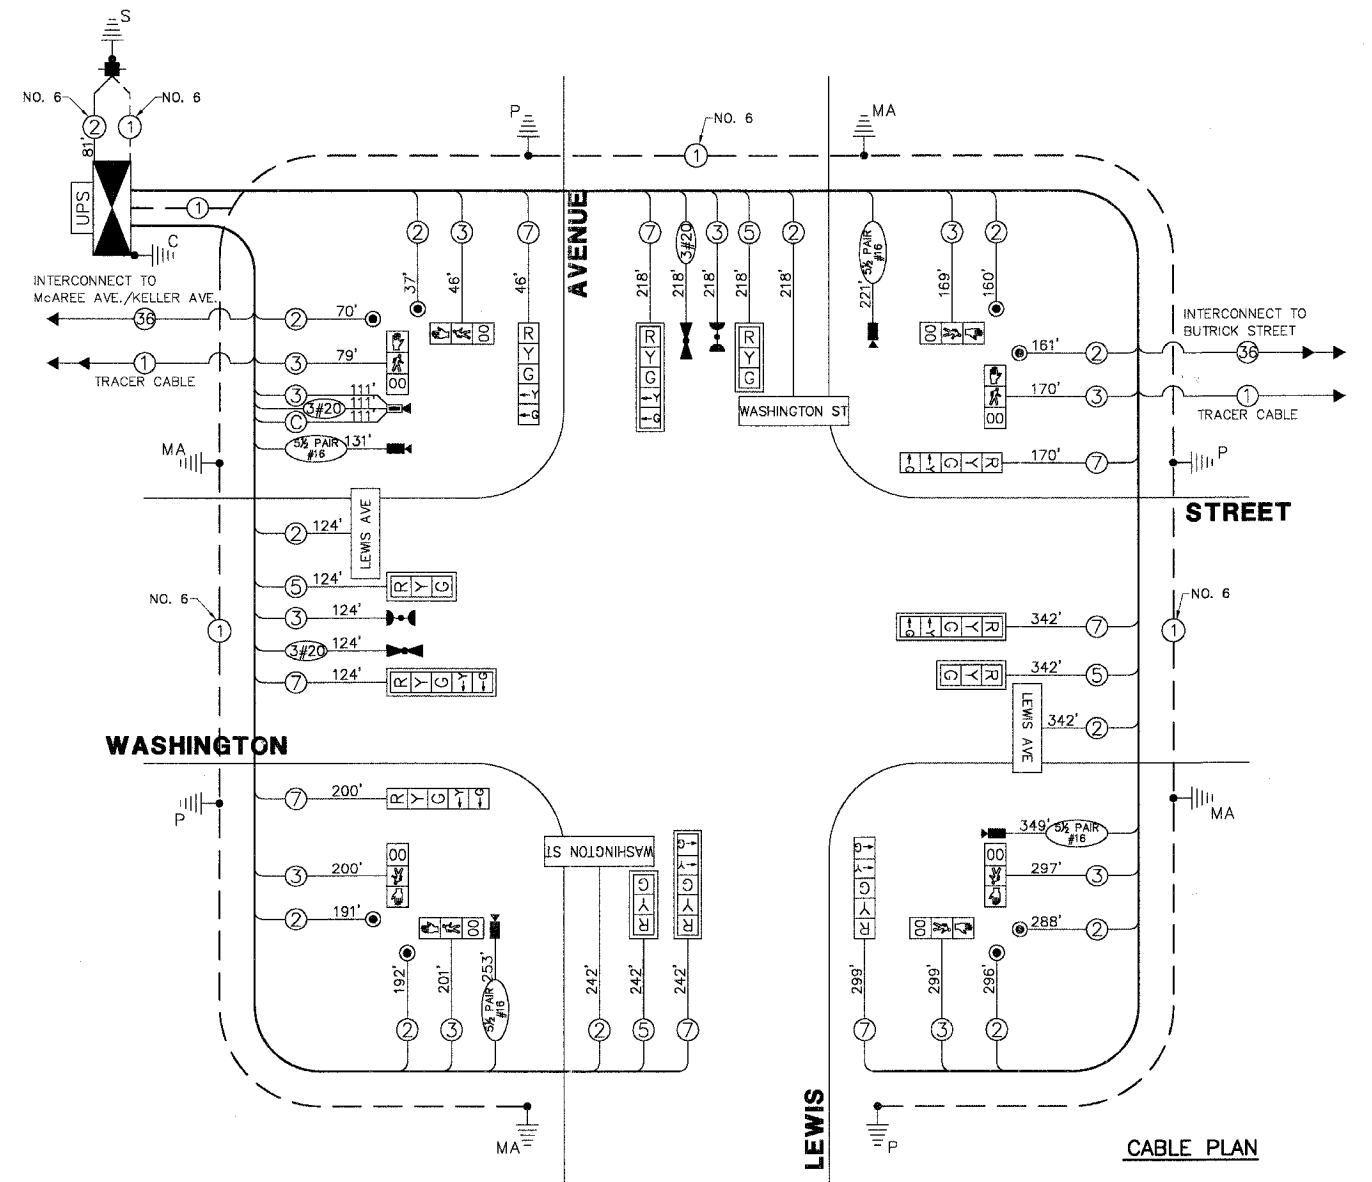 S
NO. 6
NO. 6
2
1
81'
UPS
1
C
P
NO. 6
1
MA
INTERCONNECT TO
McAREE AVE./KELLER AVE.
36
2
70'
1
3
79'
TRACER CABLE
00
3
111'
3#20
111'
C
111'
5½ PAIR
#16
131'
MA
2
37'
3
46'
00
7
46'
R
Y
G
←Y
←G
AVENUE
7
218'
R
Y
G
←Y
←G
3#20
218'
3
218'
5
218'
R
Y
G
2
218'
WASHINGTON ST
5½ PAIR
#16
221'
3
169'
00
2
160'
INTERCONNECT TO
BUTRICK STREET
161'
2
36
170'
3
1
TRACER CABLE
00
←G
←Y
G
Y
R
170'
7
P
STREET
2
124'
LEWIS AVE
5
124'
R Y G
3
124'
3#20
124'
7
124'
R Y G ←Y ←G
NO. 6
1
←G
←Y
G
Y
R
342'
7
G
Y
R
342'
5
LEWIS AVE
342'
2
NO. 6
1
WASHINGTON
P
7
200'
R Y G ←Y ←G
3
200'
00
2
191'
2
192'
3
201'
00
253'
5½ PAIR
#16
WASHINGTON ST
2
242'
5
242'
G
Y
R
7
242'
←G
←Y
G
Y
R
MA
349'
5½ PAIR
#16
00
297'
3
288'
2
←G
←Y
G
Y
R
299'
7
00
299'
3
296'
2
MA
MA
LEWIS
P
CABLE PLAN